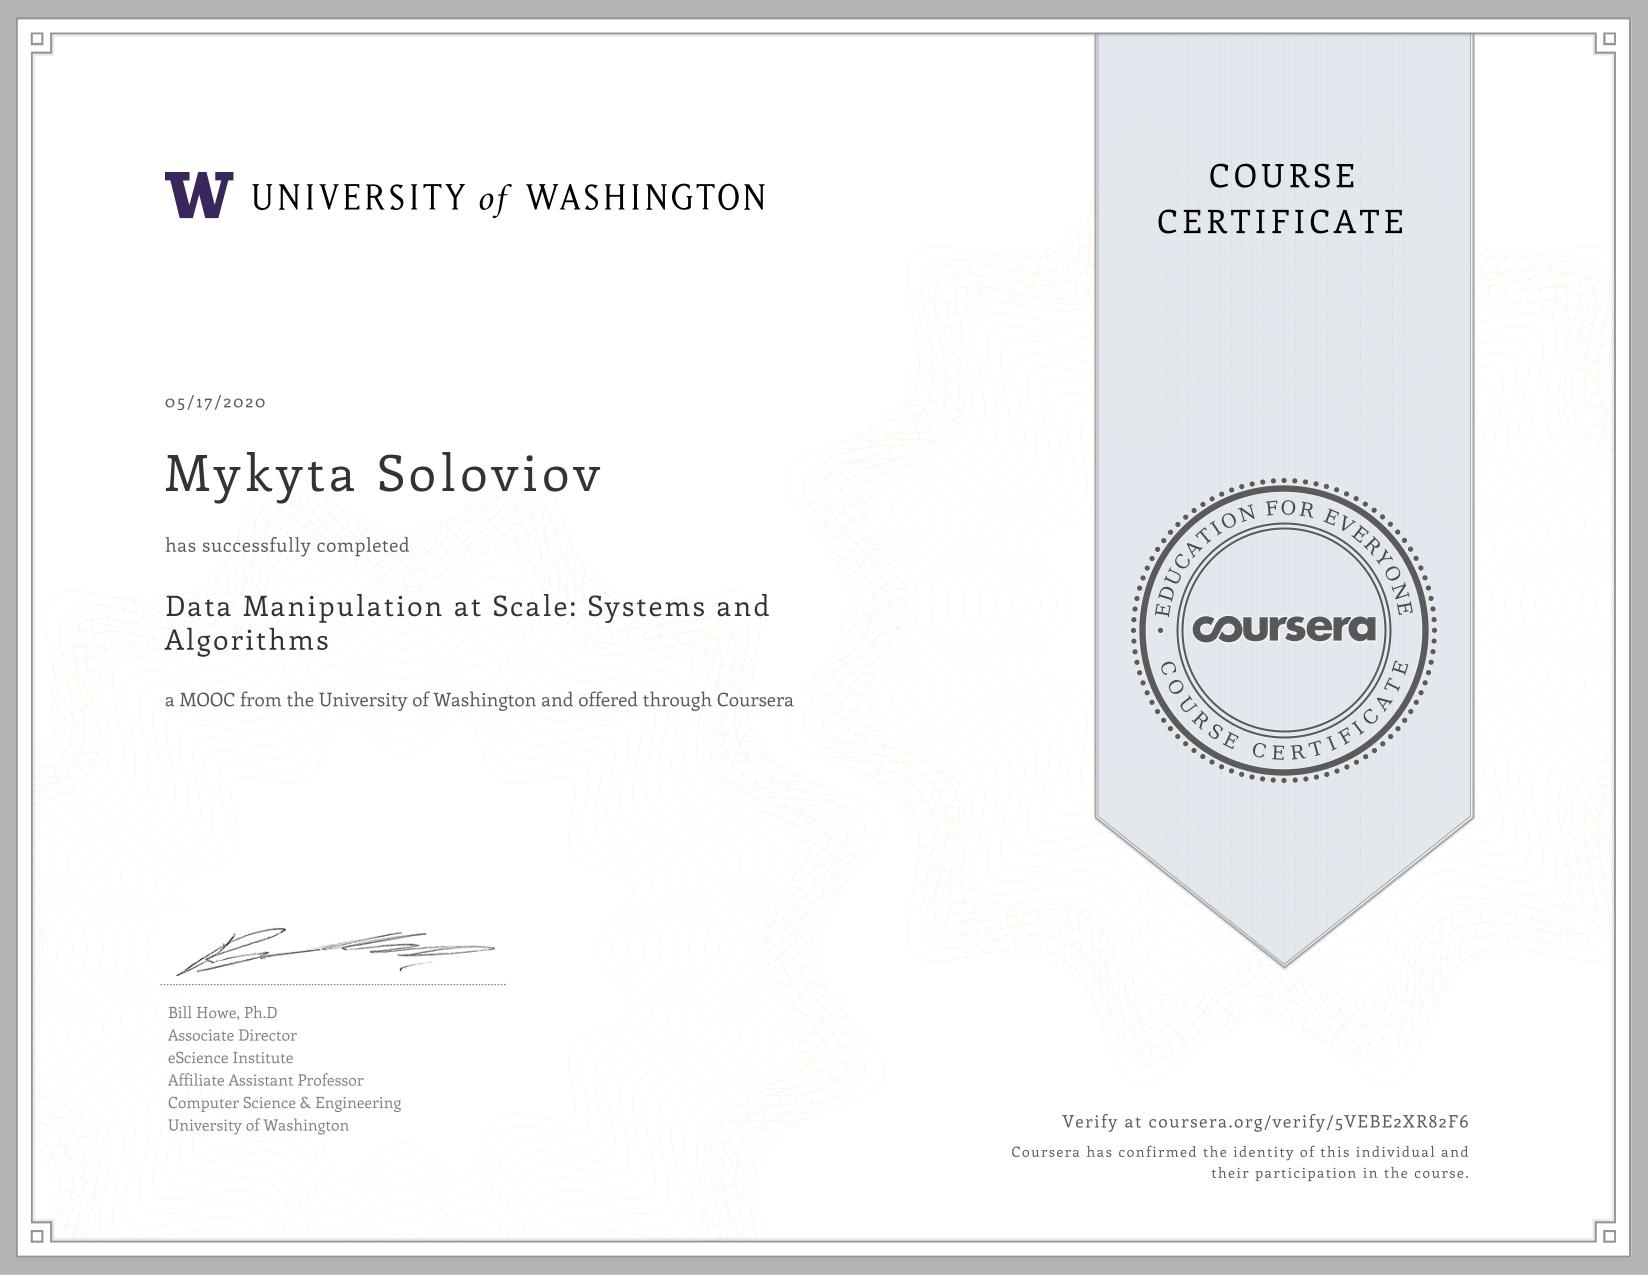 W UNIVERSITY of WASHINGTON
COURSE
CERTIFICATE
05/17/2020
Mykyta Soloviov
has successfully completed
Data Manipulation at Scale: Systems and
Algorithms
a MOOC from the University of Washington and offered through Coursera
EDUCATION FOR EVERYONE
coursera
COURSE CERTIFICATE
Bill Howe, Ph.D
Associate Director
eScience Institute
Affiliate Assistant Professor
Computer Science & Engineering
University of Washington
Verify at coursera.org/verify/5VEBE2XR82F6
Coursera has confirmed the identity of this individual and
their participation in the course.